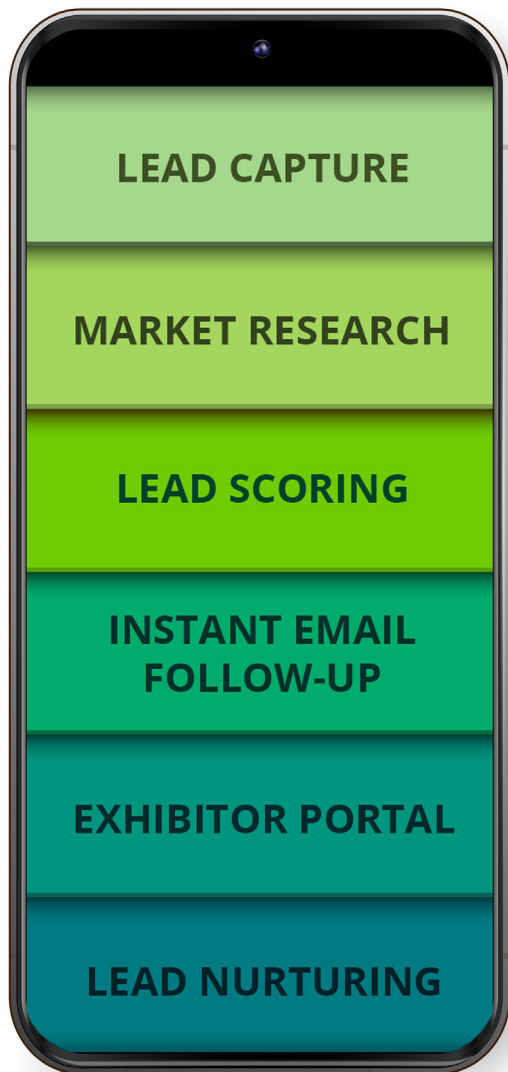 LEAD CAPTURE
MARKET RESEARCH
LEAD SCORING
INSTANT EMAIL
FOLLOW-UP
EXHIBITOR PORTAL
LEAD NURTURING